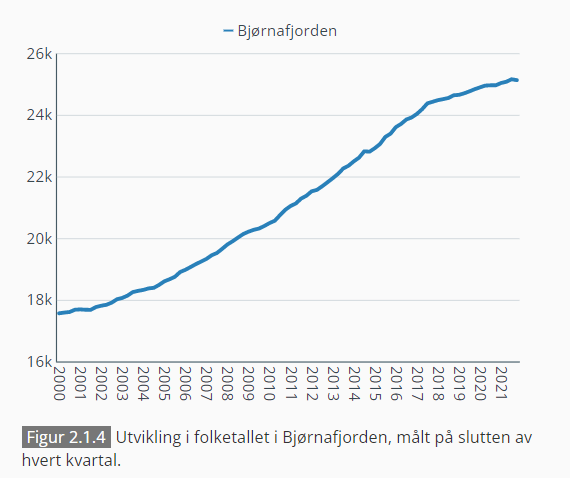 Bjørnafjorden
26k
24k
22k
20k
18k
16k
2000 2001 2002 2003 2004 2005 2006 2007 2008 2009 2010 2011 2012 2013 2014 2015 2016 2017 2018 2019 2020 2021
Figur 2.1.4 Utvikling i folketallet i Bjørnafjorden, målt på slutten av
hvert kvartal.